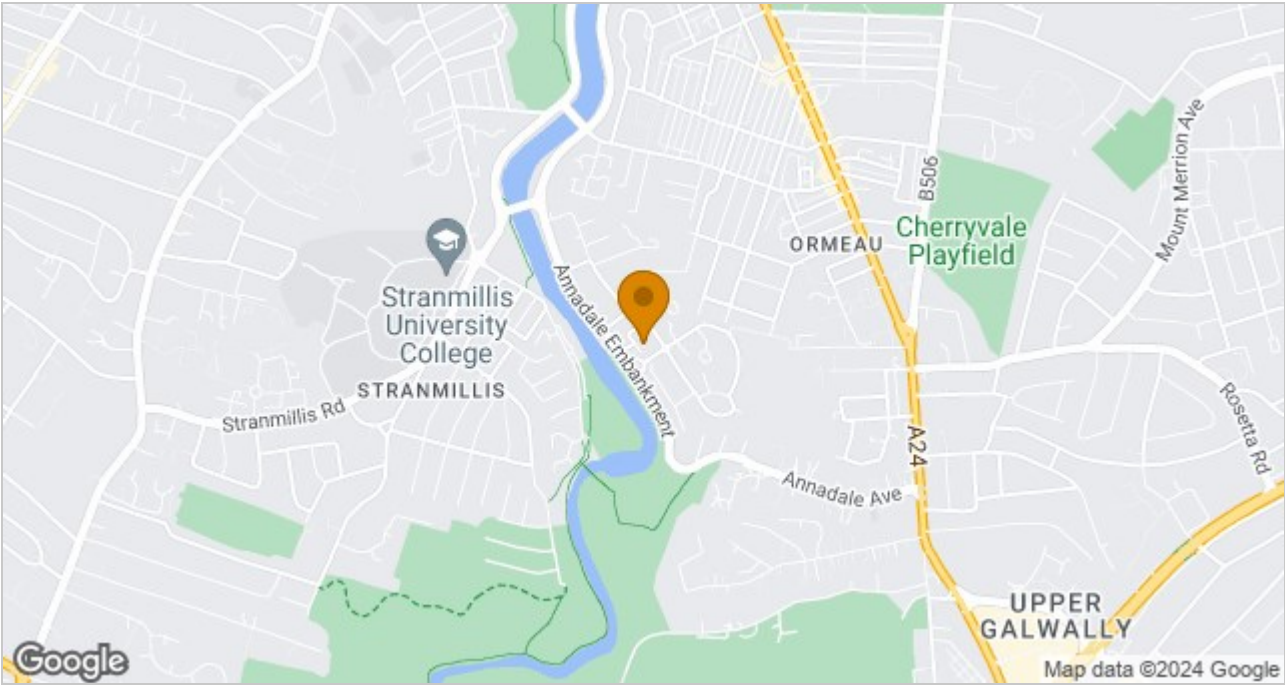 B506
Mount Merrion Ave
ORMEAU
Cherryvale
Playfield
Annadale Embankment
Stranmillis
University
College
STRANMILLIS
Stranmillis Rd
A24
Rosetta Rd
Annadale Ave
UPPER
GALWALLY
Google
Map data ©2024 Google